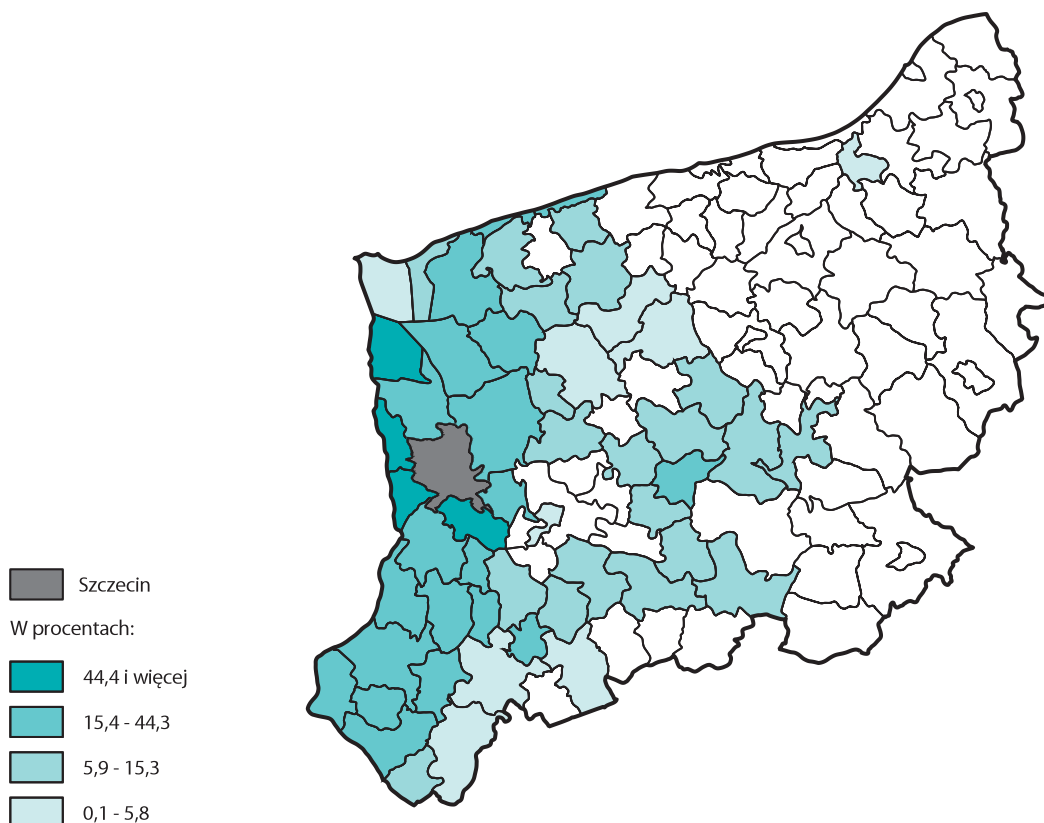 Szczecin
W procentach:
44,4 i więcej
15,4 - 44,3
5,9 - 15,3
0,1 - 5,8